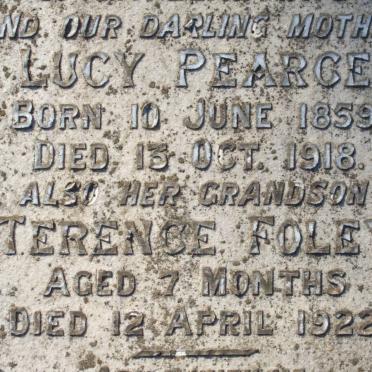 ND OUR DARLING MOTH
LUCY PEARCE
BORN 10 JUNE 1859
DIED 13 OCT. 1918.
ALSO HER GRANDSON
TERENCE FOLEY
AGED 7 MONTHS
DIED 12 APRIL 1922